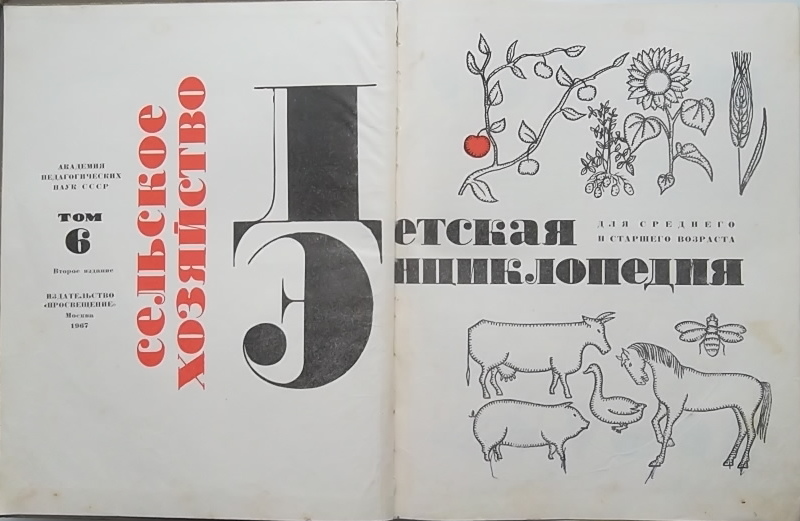 АКАДЕМИЯ
ПЕДАГОГИЧЕСКИХ
НАУК СССР
ТОМ
6
Второе издание
ИЗДАТЕЛЬСТВО
«ПРОСВЕЩЕНИЕ»
Москва
1967
СЕЛЬСКОЕ
ХОЗЯЙСТВО
Детская
Энциклопедия
ДЛЯ СРЕДНЕГО
И СТАРШЕГО ВОЗРАСТА